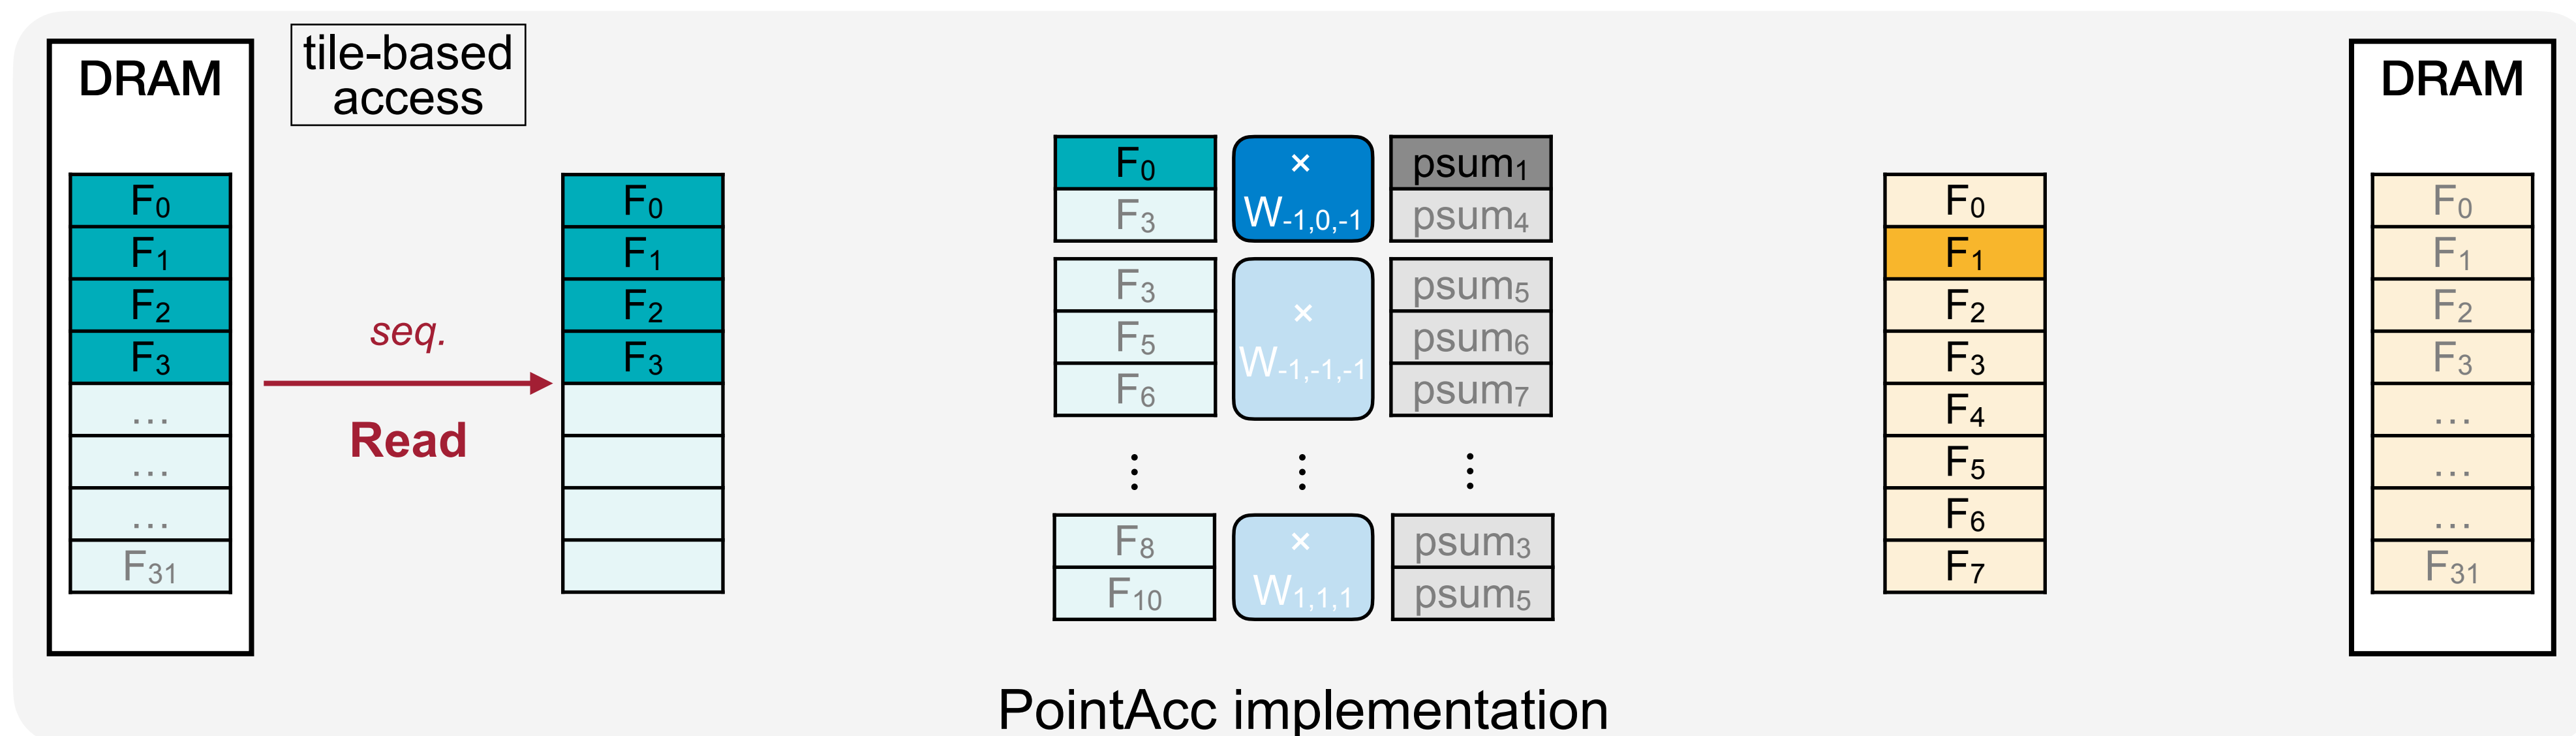 DRAM
F0
F1
F2
F3
...
...
...
F31
tile-based
access
seq.
Read
F0
F1
F2
F3
F0
F3
×
W-1,0,-1
psum1
psum4
F3
F5
F6
×
W-1,-1,-1
psum5
psum6
psum7
F8
F10
×
W1,1,1
psum3
psum5
F0
F1
F2
F3
F4
F5
F6
F7
DRAM
F0
F1
F2
F3
...
...
...
F31
PointAcc implementation